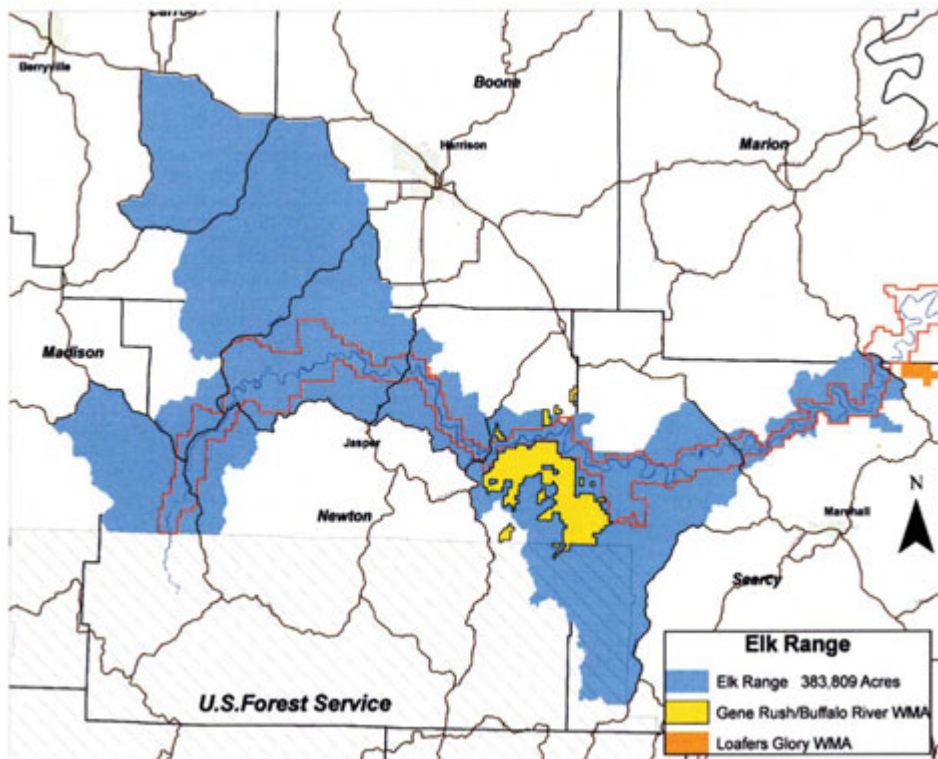 Carroll
Berryville
Boone
Harrison
Marion
Madison
Jasper
Newton
Marshall
N
Searcy
U.S.Forest Service
Elk Range
Elk Range 383,809 Acres
Gene Rush/Buffalo River WMA
Loafers Glory WMA